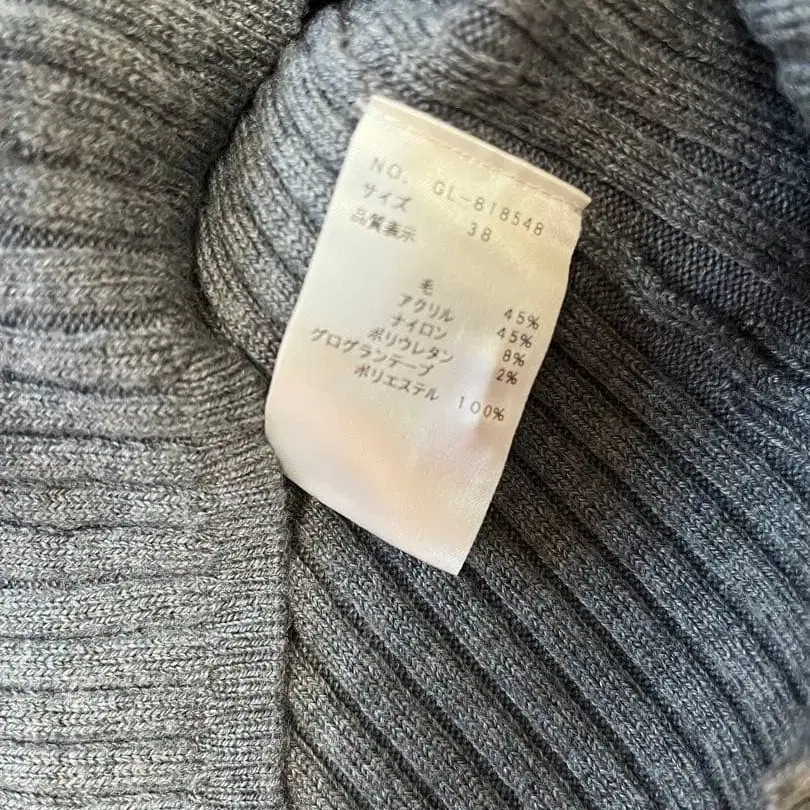 NO. GL-818548
サイズ 38
品質表示
毛 45%
アクリル 45%
ナイロン 8%
ポリウレタン 2%
グログランテープ
ポリエステル 100%